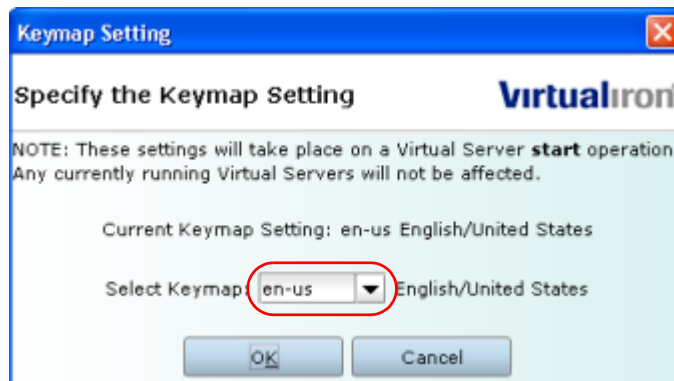 Keymap Setting
Specify the Keymap Setting
Virtualiron
NOTE: These settings will take place on a Virtual Server start operation
Any currently running Virtual Servers will not be affected.
Current Keymap Setting: en-us English/United States
Select Keymap: en-us English/United States
OK Cancel